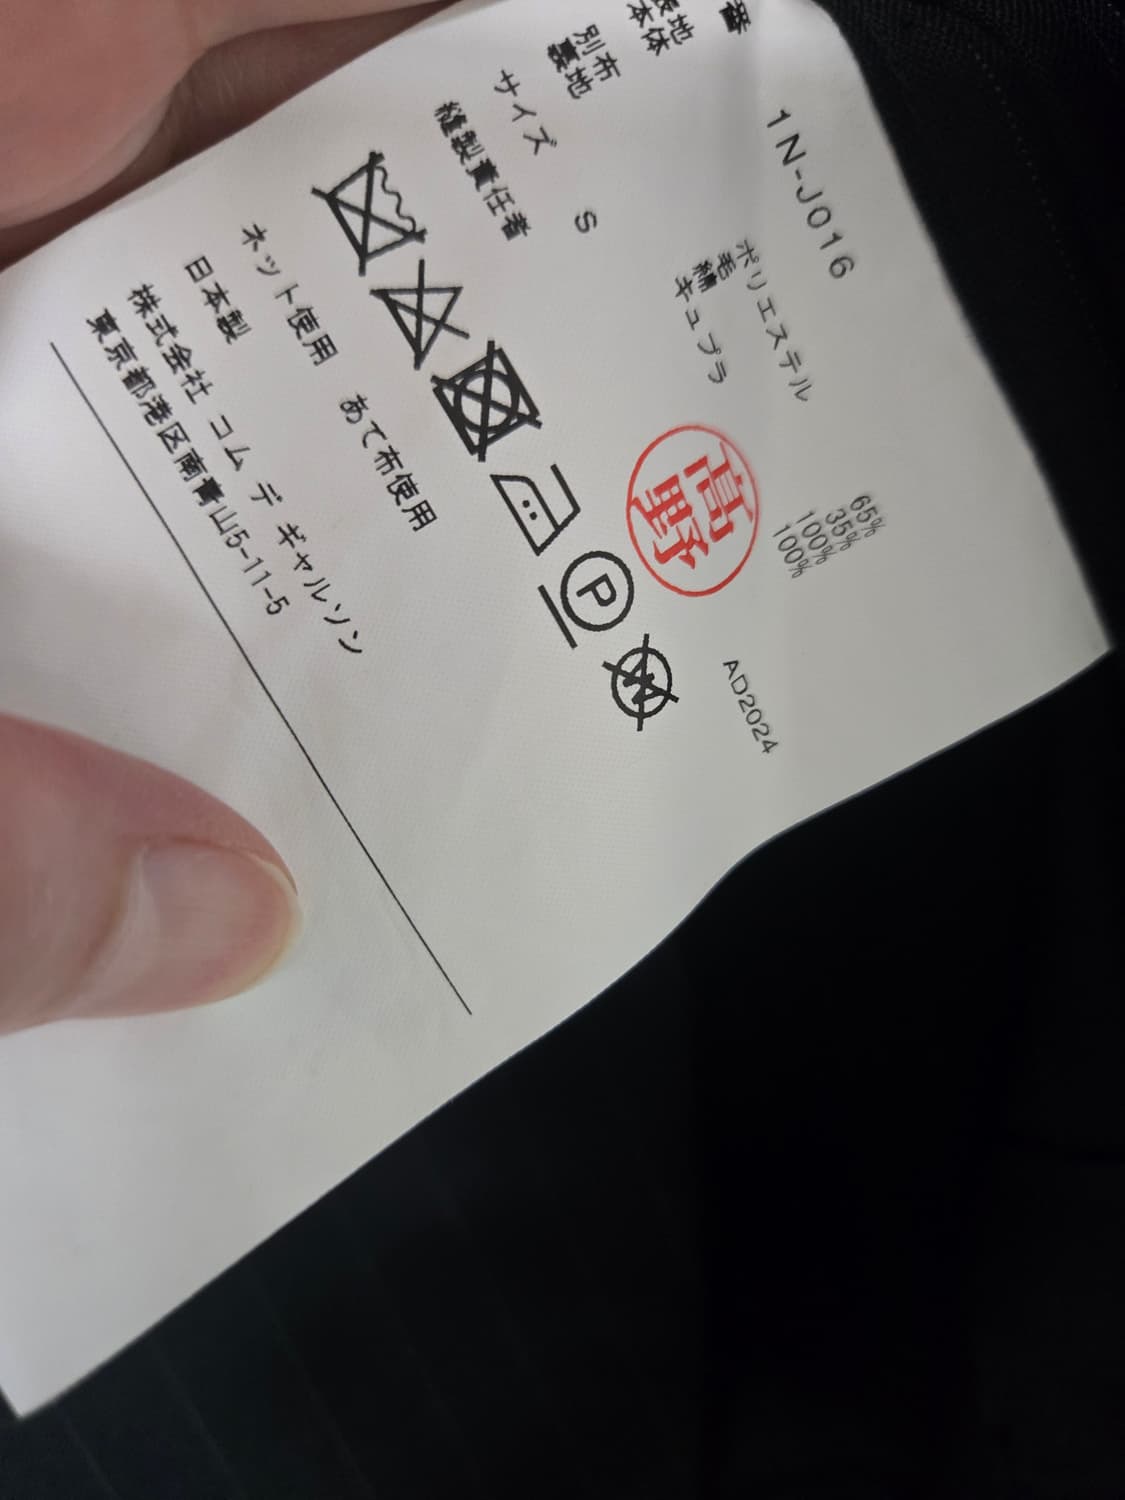 番 1N-J016
表地
本体 ポリエステル 65%
毛 35%
別布 綿 100%
裏地 キュプラ 100%
サイズ S AD2024
縫製責任者 高野
P
W
ネット使用 あて布使用
日本製
株式会社 コム デ ギャルソン
東京都港区南青山5-11-5